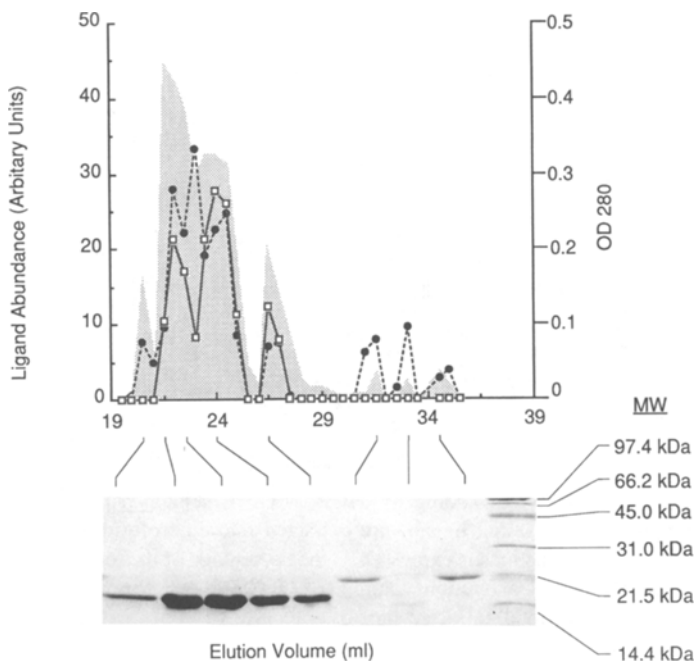 50
40
30
20
10
0
Ligand Abundance (Arbitary Units)
0.5
0.4
0.3
0.2
0.1
0
OD 280
19
24
29
34
39
MW
97.4 kDa
66.2 kDa
45.0 kDa
31.0 kDa
21.5 kDa
14.4 kDa
Elution Volume (ml)